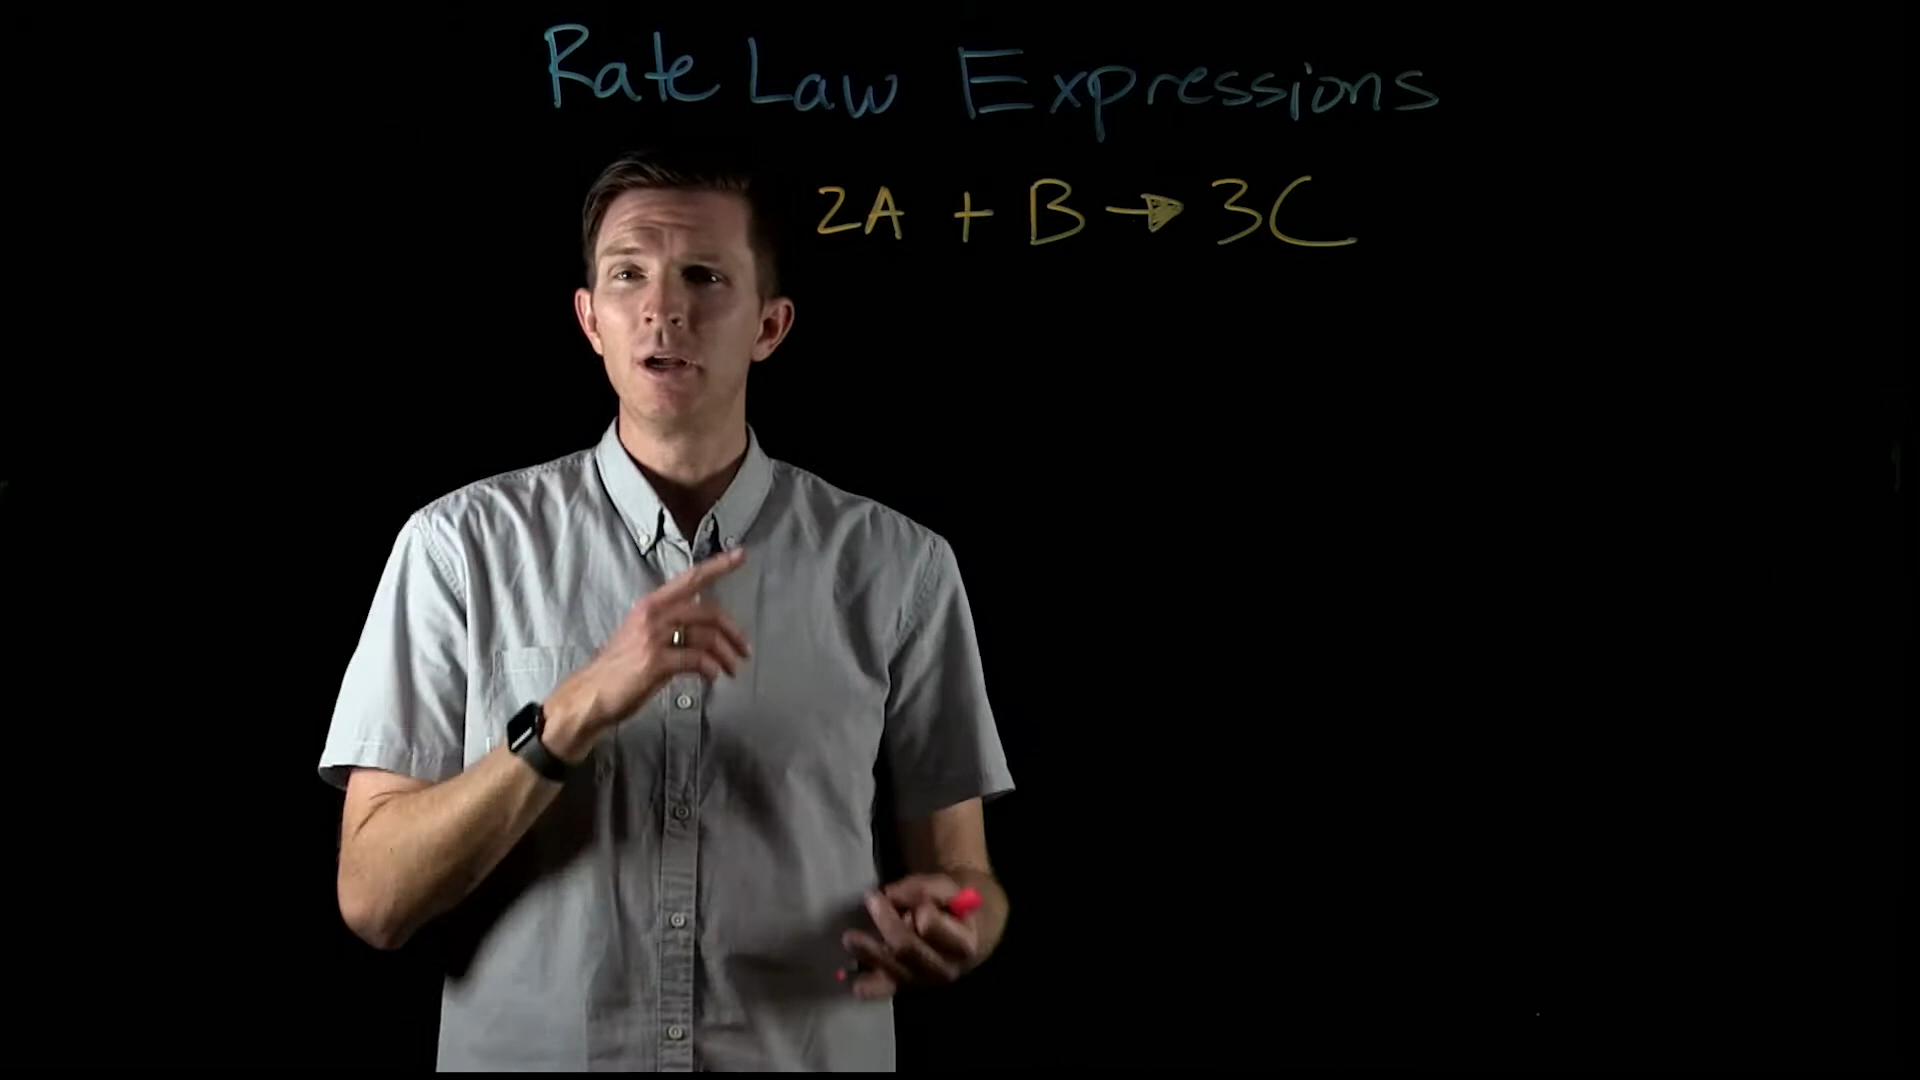 Rate Law Expressions
2A + B → 3C